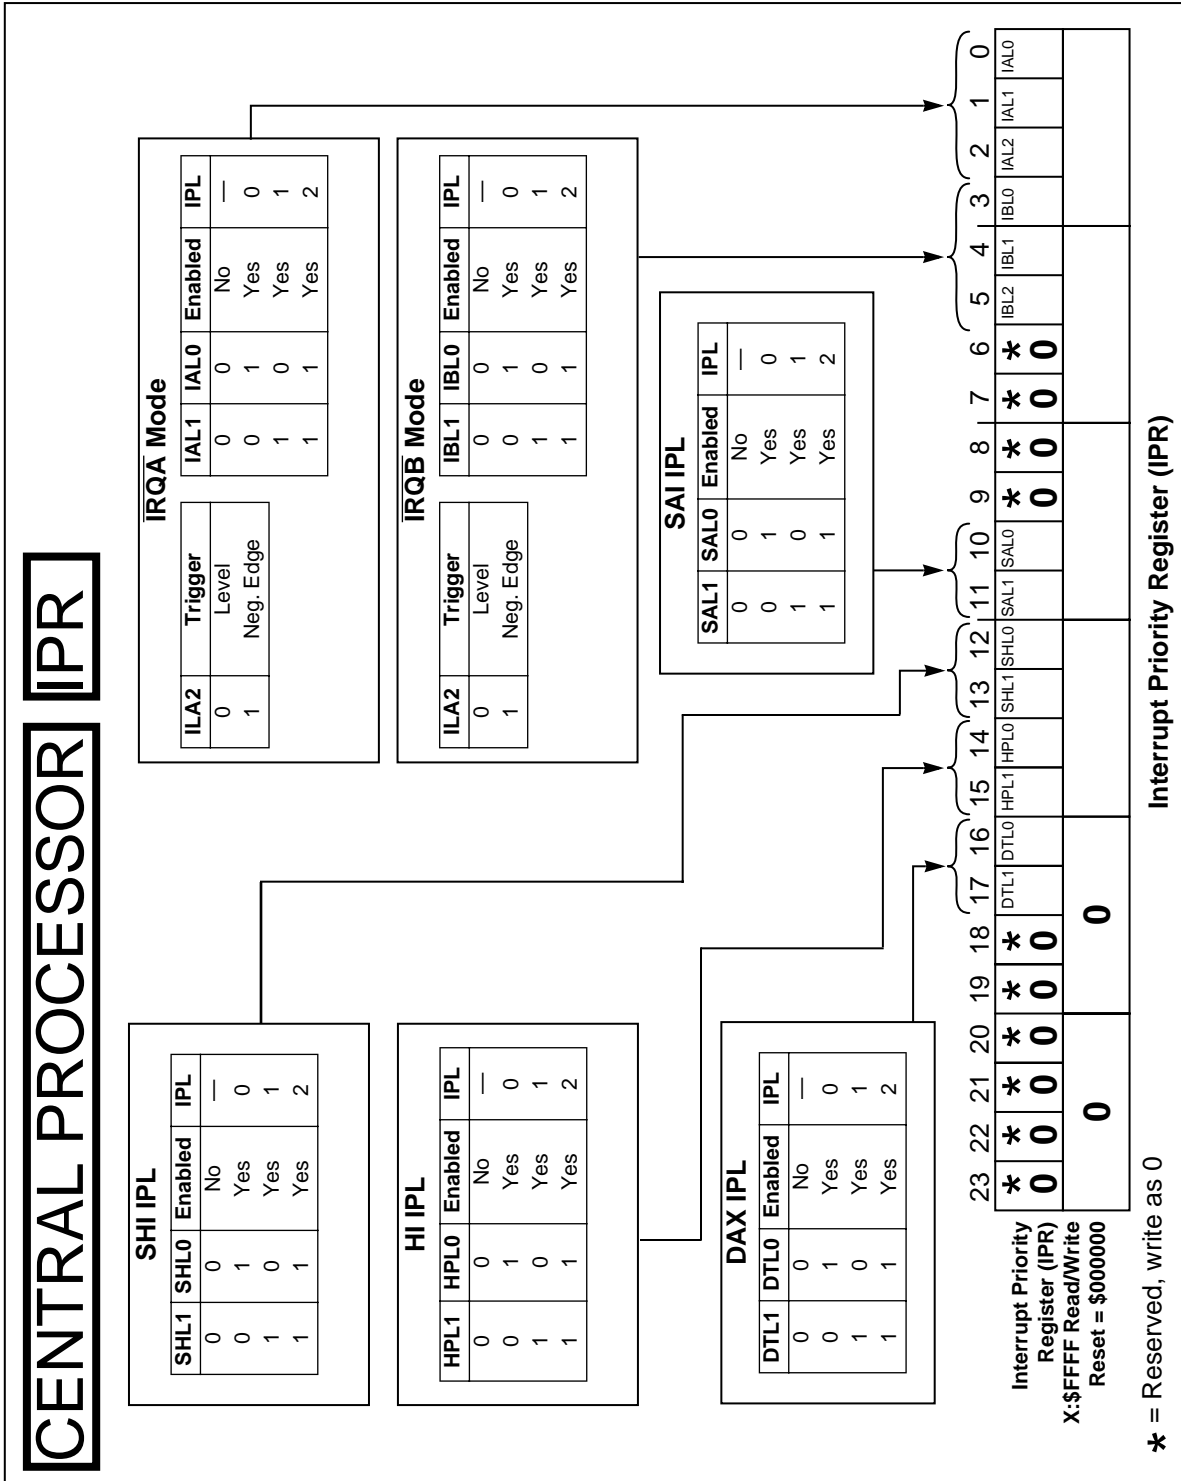 CENTRAL PROCESSOR IPR
SHI IPL
SHL1 SHL0 Enabled IPL
0 0 No —
0 1 Yes 0
1 0 Yes 1
1 1 Yes 2
IRQA Mode
ILA2 Trigger
0 Level
1 Neg. Edge
IAL1 IAL0 Enabled IPL
0 0 No —
0 1 Yes 0
1 0 Yes 1
1 1 Yes 2
HI IPL
HPL1 HPL0 Enabled IPL
0 0 No —
0 1 Yes 0
1 0 Yes 1
1 1 Yes 2
IRQB Mode
ILA2 Trigger
0 Level
1 Neg. Edge
IBL1 IBL0 Enabled IPL
0 0 No —
0 1 Yes 0
1 0 Yes 1
1 1 Yes 2
DAX IPL
DTL1 DTL0 Enabled IPL
0 0 No —
0 1 Yes 0
1 0 Yes 1
1 1 Yes 2
SAI IPL
SAL1 SAL0 Enabled IPL
0 0 No —
0 1 Yes 0
1 0 Yes 1
1 1 Yes 2
23 22 21 20 19 18 17 16 15 14 13 12 11 10 9 8 7 6 5 4 3 2 1 0
* * * * * * DTL1 DTL0 HPL1 HPL0 SHL1 SHL0 SAL1 SAL0 * * * * IBL2 IBL1 IBL0 IAL2 IAL1 IAL0
0 0 0 0 0 0 0 0 0 0
0 0
Interrupt Priority
Register (IPR)
X:$FFFF Read/Write
Reset = $000000
Interrupt Priority Register (IPR)
* = Reserved, write as 0